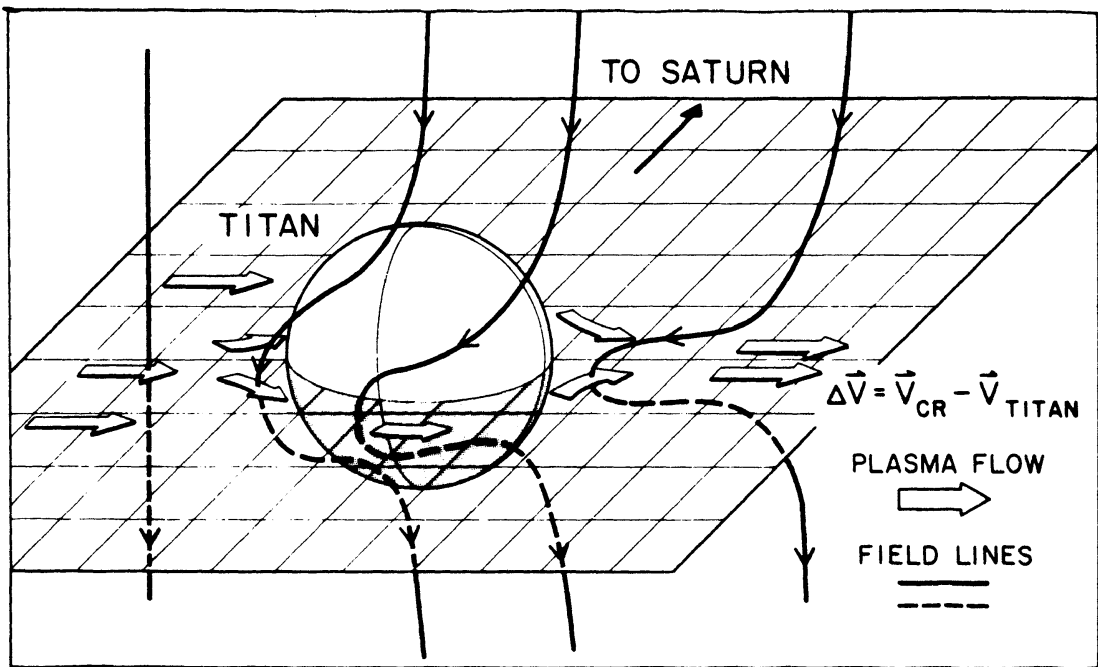 TO SATURN
TITAN
ΔV⃗ = V⃗CR − V⃗TITAN
PLASMA FLOW
FIELD LINES